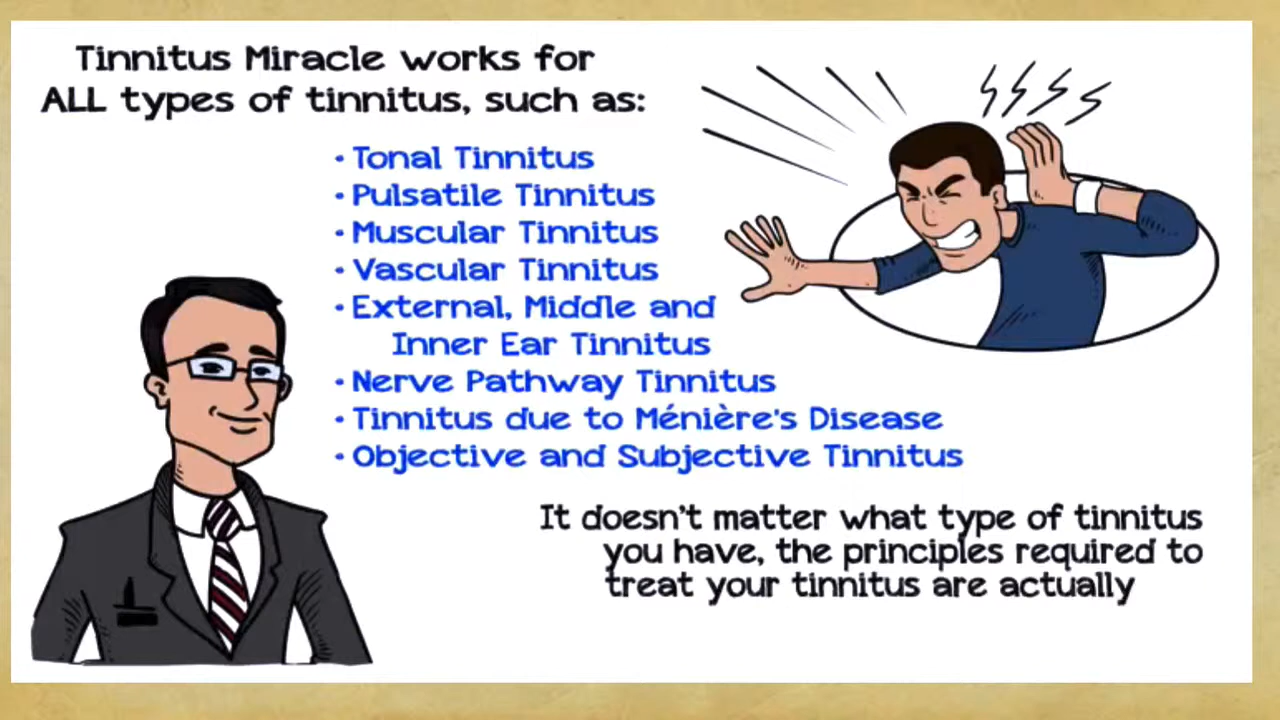 Tinnitus Miracle works for
ALL types of tinnitus, such as:
• Tonal Tinnitus
• Pulsatile Tinnitus
• Muscular Tinnitus
• Vascular Tinnitus
• External, Middle and
Inner Ear Tinnitus
• Nerve Pathway Tinnitus
• Tinnitus due to Ménière's Disease
• Objective and Subjective Tinnitus
It doesn't matter what type of tinnitus
you have, the principles required to
treat your tinnitus are actually